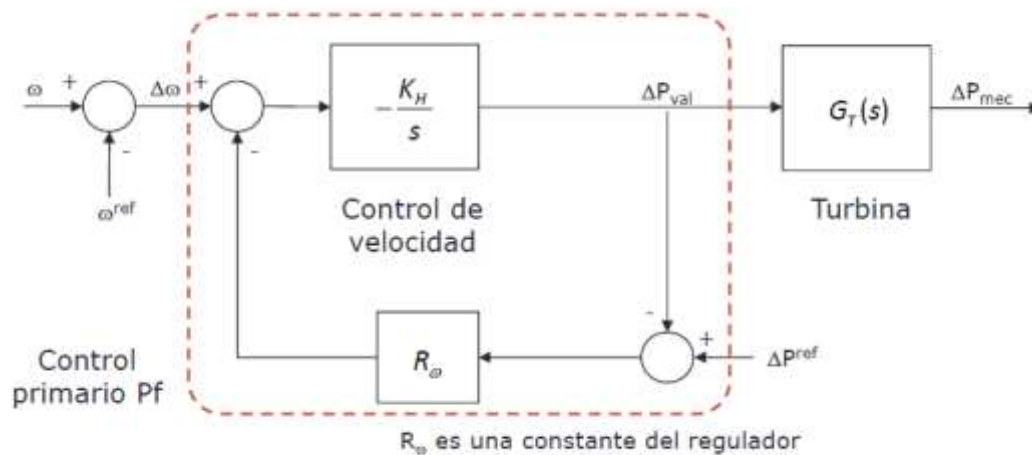 ω + Δω + - K_H / s ΔP_val G_T(s) ΔP_mec
- -
ω^ref
Control de
velocidad
Turbina
- +
R_ω ΔP^ref
Control
primario Pf
R_ω es una constante del regulador